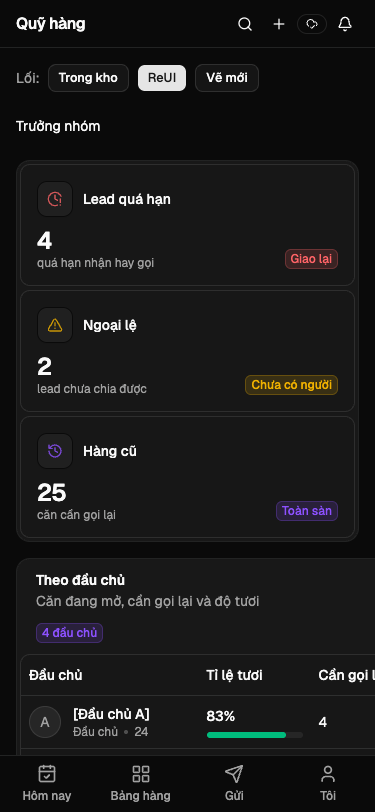 Quỹ hàng
Lối: Trong kho ReUI Vẽ mới
Trưởng nhóm
Lead quá hạn
4
quá hạn nhận hay gọi
Giao lại
Ngoại lệ
2
lead chưa chia được
Chưa có người
Hàng cũ
25
căn cần gọi lại
Toàn sàn
Theo đầu chủ
Căn đang mở, cần gọi lại và độ tươi
4 đầu chủ
Đầu chủ Tỉ lệ tươi Cần gọi l
A [Đầu chủ A] 83% 4
Đầu chủ • 24
Hôm nay Bảng hàng Gửi Tôi